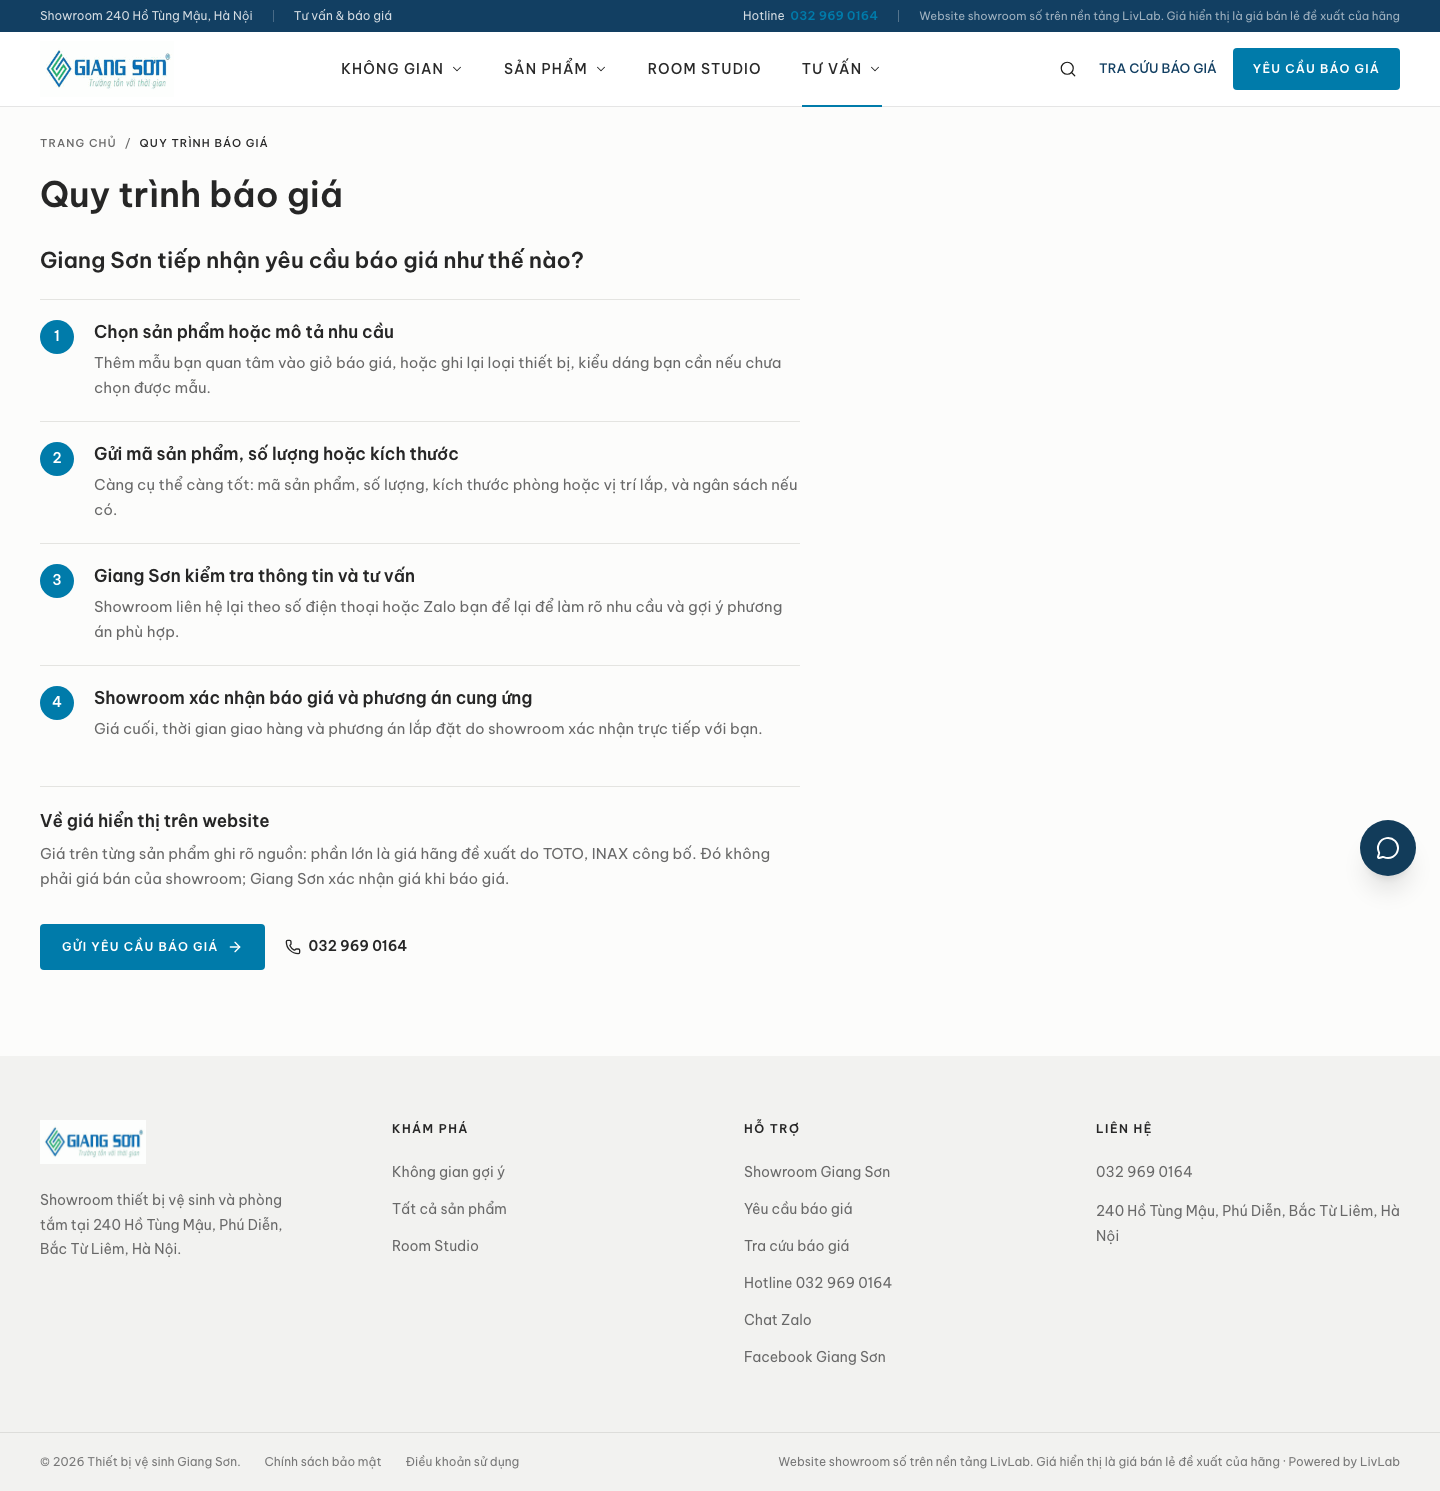 Showroom 240 Hồ Tùng Mậu, Hà Nội
Tư vấn & báo giá
Hotline 032 969 0164
Website showroom số trên nền tảng LivLab. Giá hiển thị là giá bán lẻ đề xuất của hãng
GIANG SƠN
Trường tồn với thời gian
KHÔNG GIAN
SẢN PHẨM
ROOM STUDIO
TƯ VẤN
TRA CỨU BÁO GIÁ
YÊU CẦU BÁO GIÁ
TRANG CHỦ / QUY TRÌNH BÁO GIÁ
Quy trình báo giá
Giang Sơn tiếp nhận yêu cầu báo giá như thế nào?
1
Chọn sản phẩm hoặc mô tả nhu cầu
Thêm mẫu bạn quan tâm vào giỏ báo giá, hoặc ghi lại loại thiết bị, kiểu dáng bạn cần nếu chưa
chọn được mẫu.
2
Gửi mã sản phẩm, số lượng hoặc kích thước
Càng cụ thể càng tốt: mã sản phẩm, số lượng, kích thước phòng hoặc vị trí lắp, và ngân sách nếu
có.
3
Giang Sơn kiểm tra thông tin và tư vấn
Showroom liên hệ lại theo số điện thoại hoặc Zalo bạn để lại để làm rõ nhu cầu và gợi ý phương
án phù hợp.
4
Showroom xác nhận báo giá và phương án cung ứng
Giá cuối, thời gian giao hàng và phương án lắp đặt do showroom xác nhận trực tiếp với bạn.
Về giá hiển thị trên website
Giá trên từng sản phẩm ghi rõ nguồn: phần lớn là giá hãng đề xuất do TOTO, INAX công bố. Đó không
phải giá bán của showroom; Giang Sơn xác nhận giá khi báo giá.
GỬI YÊU CẦU BÁO GIÁ
032 969 0164
GIANG SƠN
Trường tồn với thời gian
Showroom thiết bị vệ sinh và phòng
tắm tại 240 Hồ Tùng Mậu, Phú Diễn,
Bắc Từ Liêm, Hà Nội.
KHÁM PHÁ
Không gian gợi ý
Tất cả sản phẩm
Room Studio
HỖ TRỢ
Showroom Giang Sơn
Yêu cầu báo giá
Tra cứu báo giá
Hotline 032 969 0164
Chat Zalo
Facebook Giang Sơn
LIÊN HỆ
032 969 0164
240 Hồ Tùng Mậu, Phú Diễn, Bắc Từ Liêm, Hà
Nội
© 2026 Thiết bị vệ sinh Giang Sơn.
Chính sách bảo mật
Điều khoản sử dụng
Website showroom số trên nền tảng LivLab. Giá hiển thị là giá bán lẻ đề xuất của hãng · Powered by LivLab